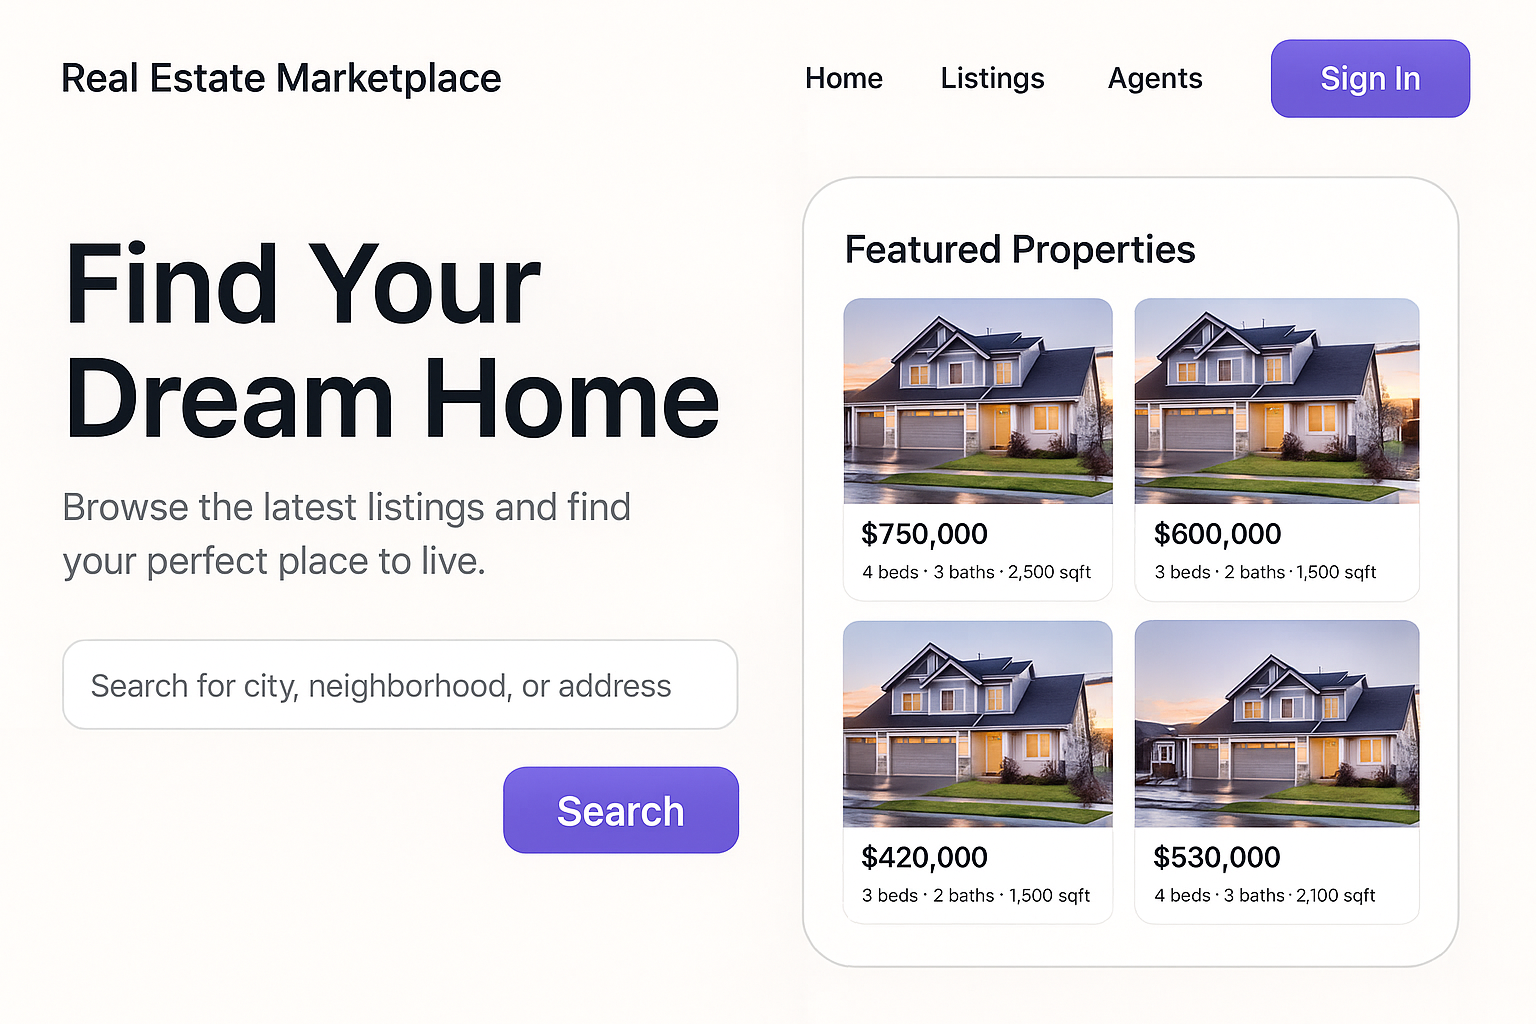 Real Estate Marketplace
Home Listings Agents Sign In
Find Your
Dream Home
Browse the latest listings and find
your perfect place to live.
Search for city, neighborhood, or address
Search
Featured Properties
$750,000
4 beds · 3 baths · 2,500 sqft
$600,000
3 beds · 2 baths · 1,500 sqft
$420,000
3 beds · 2 baths · 1,500 sqft
$530,000
4 beds · 3 baths · 2,100 sqft